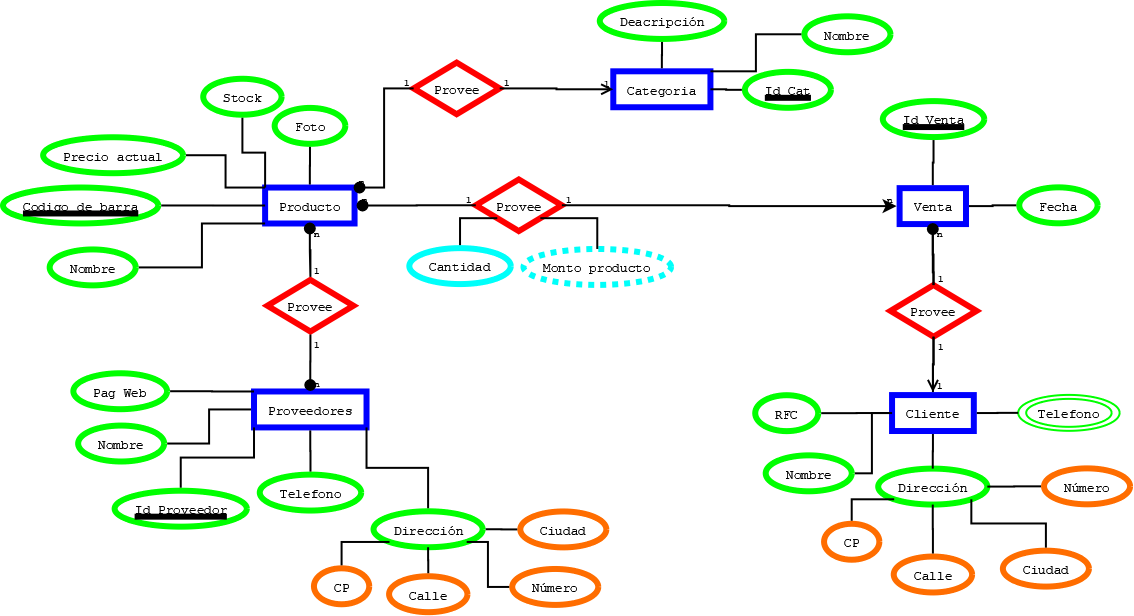 Deacripción
Nombre
Categoria
Id Cat
1
Provee
1
1
Stock
Foto
Precio actual
Codigo de barra
Nombre
Producto
n
1
Provee
1
Cantidad
Monto producto
Id Venta
n
Venta
Fecha
n
1
Provee
1
1
Provee
1
n
1
Pag Web
Nombre
Id Proveedor
Proveedores
Telefono
Dirección
Ciudad
CP
Calle
Número
RFC
Nombre
Cliente
Telefono
Dirección
Número
CP
Calle
Ciudad